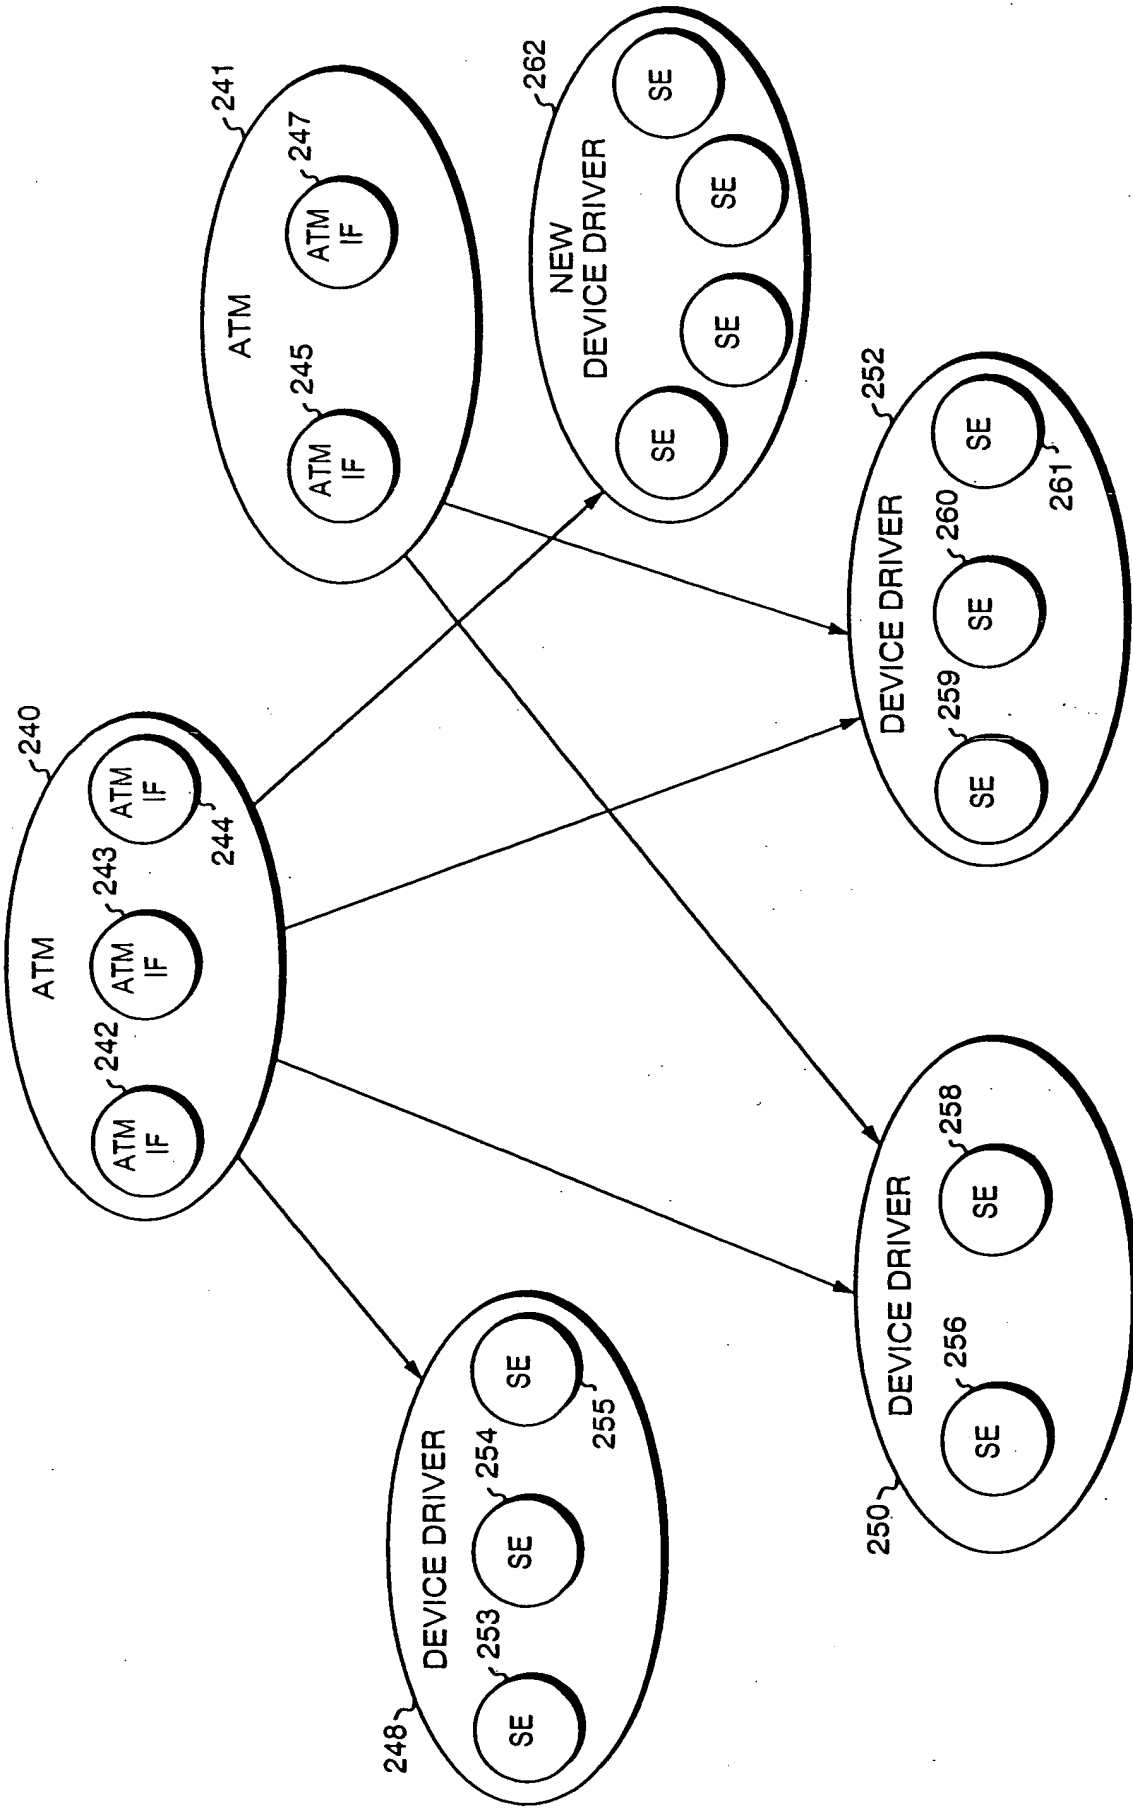 240
ATM
242
243
ATM
IF
ATM
IF
ATM
IF
244
241
ATM
245
247
ATM
IF
ATM
IF
248
DEVICE DRIVER
253
254
SE
SE
SE
255
262
NEW
DEVICE DRIVER
SE
SE
SE
SE
250
DEVICE DRIVER
256
258
SE
SE
252
DEVICE DRIVER
259
260
SE
SE
SE
261